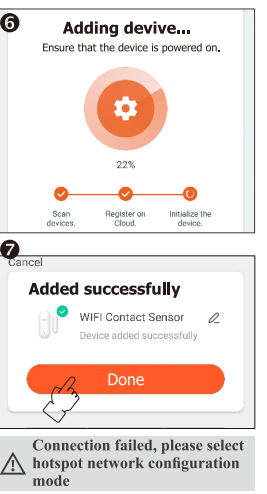 6
Adding devive...
Ensure that the device is powered on.
22%
Scan
devices.
Register on
Cloud.
Initialize the
device.
7
Cancel
Added successfully
WIFI Contact Sensor
Device added successfully
Done
Connection failed, please select
hotspot network configuration
mode